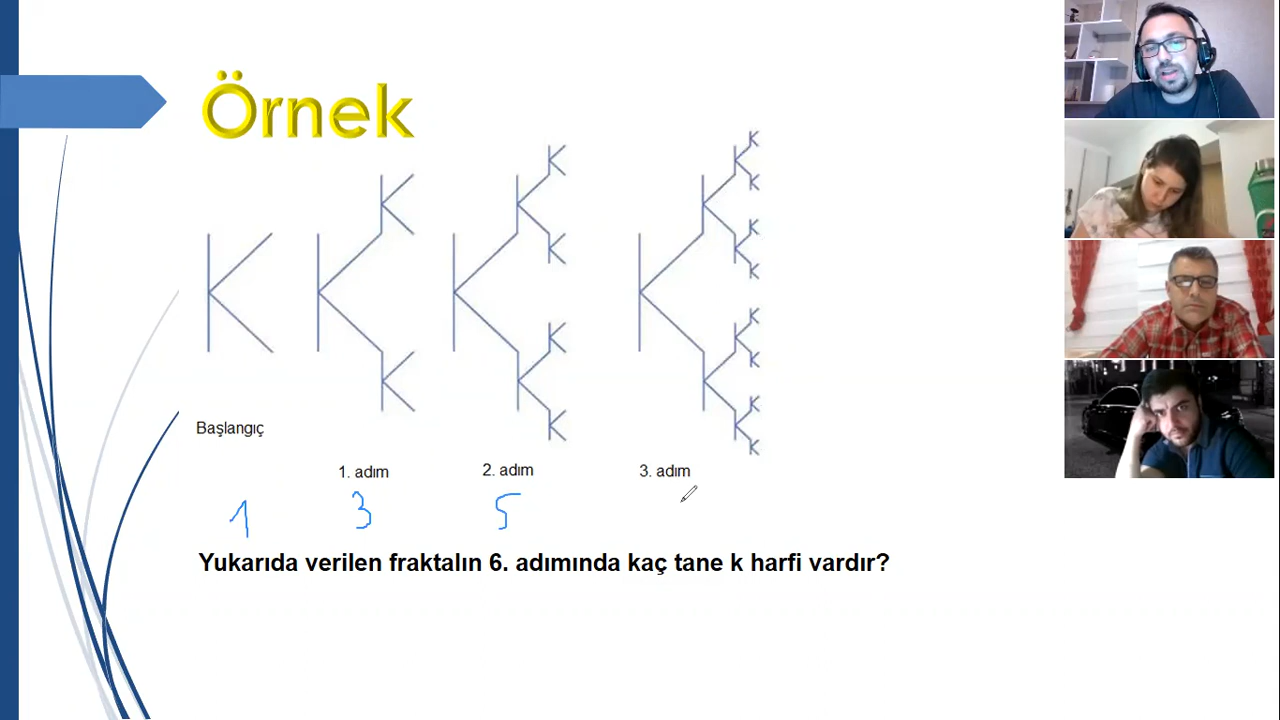 Örnek
Başlangıç
1. adım
2. adım
3. adım
1 3 5
Yukarıda verilen fraktalın 6. adımında kaç tane k harfi vardır?